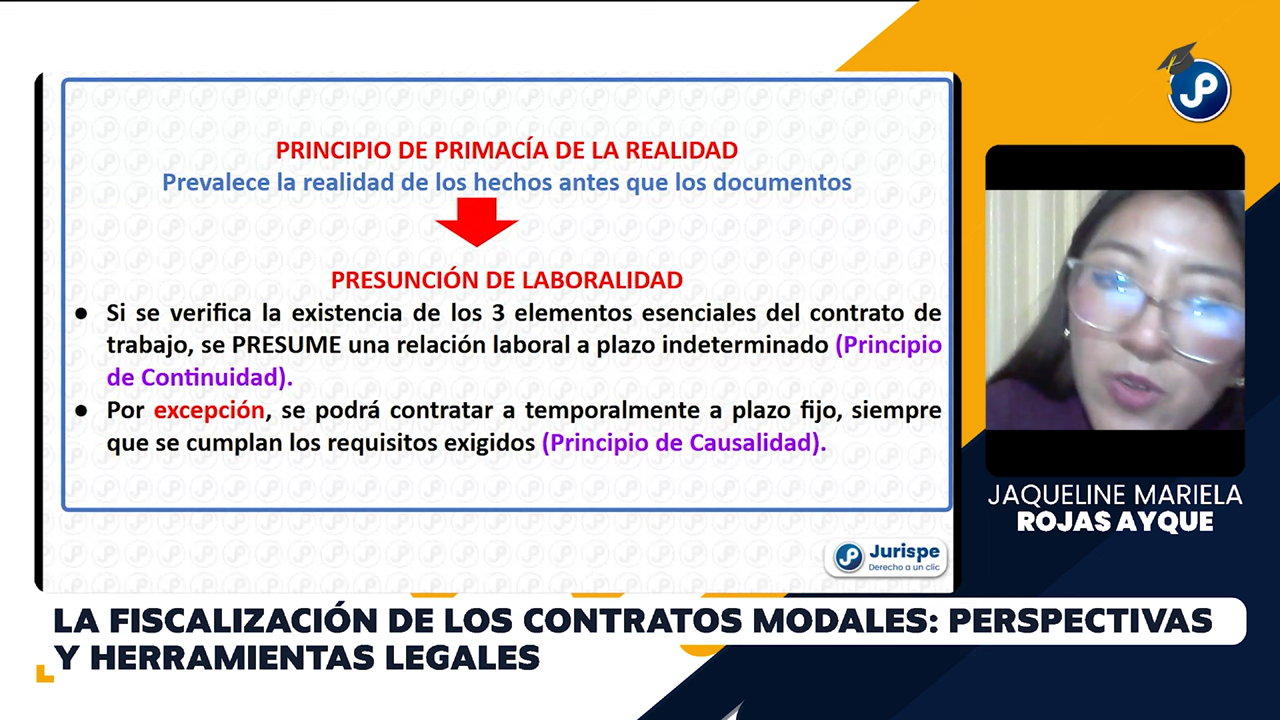 PRINCIPIO DE PRIMACÍA DE LA REALIDAD
Prevalece la realidad de los hechos antes que los documentos
PRESUNCIÓN DE LABORALIDAD
● Si se verifica la existencia de los 3 elementos esenciales del contrato de
trabajo, se PRESUME una relación laboral a plazo indeterminado (Principio
de Continuidad).
● Por excepción, se podrá contratar a temporalmente a plazo fijo, siempre
que se cumplan los requisitos exigidos (Principio de Causalidad).
JP Jurispe
Derecho a un clic
JP
JAQUELINE MARIELA
ROJAS AYQUE
LA FISCALIZACIÓN DE LOS CONTRATOS MODALES: PERSPECTIVAS
Y HERRAMIENTAS LEGALES